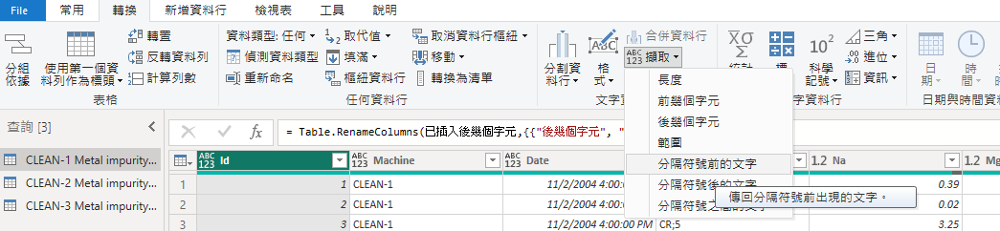 File 常用 轉換 新增資料行 檢視表 工具 說明
分組
依據
使用第一個資
料列作為標頭
轉置
反轉資料列
計算列數
表格
資料類型: 任何
偵測資料類型
重新命名
1 2 取代值
填滿
樞紐資料行
取消資料行樞紐
移動
轉換為清單
任何資料行
分割資
料行
ABC
格
式
合併資料行
ABC
123 擷取
長度
前幾個字元
後幾個字元
範圍
分隔符號前的文字
分隔符號後的文字
分隔符號之間的文字
傳回分隔符號前出現的文字。
ΧΣ
σ
10²
科學
記號
三角
進位
資訊
日
期
時
間
日期與時間資
查詢 [3]
CLEAN-1 Metal impurity...
CLEAN-2 Metal impurity...
CLEAN-3 Metal impurity...
fx = Table.RenameColumns(已插入後幾個字元,{{"後幾個字元", "
ABC
123 Id
ABC
123 Machine
ABC
123 Date
1.2 Na
1.2 Mg
1 1 CLEAN-1 11/2/2004 4:00: 0.39
2 2 CLEAN-1 11/2/2004 4:00: 0.02
3 3 CLEAN-1 11/2/2004 4:00:00 PM CR;5 3.25